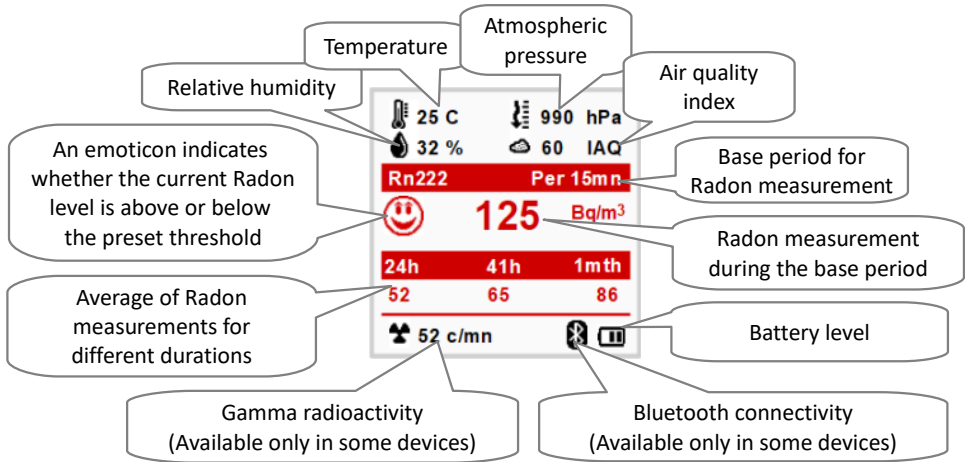 Temperature
Atmospheric
pressure
Relative humidity
Air quality
index
25 C
990 hPa
32 %
60 IAQ
An emoticon indicates
whether the current Radon
level is above or below
the preset threshold
Rn222 Per 15mn
Base period for
Radon measurement
125 Bq/m³
Radon measurement
during the base period
24h 41h 1mth
52 65 86
Average of Radon
measurements for
different durations
52 c/mn
Battery level
Gamma radioactivity
(Available only in some devices)
Bluetooth connectivity
(Available only in some devices)